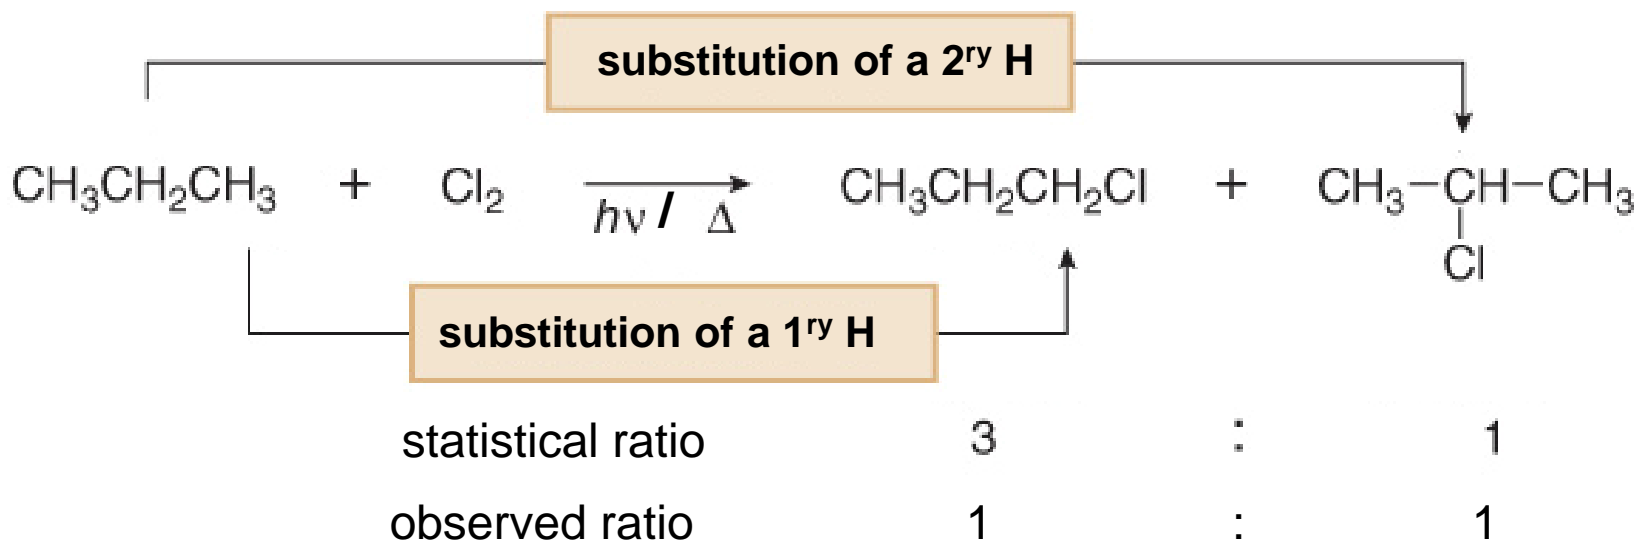 substitution of a 2ʳʸ H
CH₃CH₂CH₃ + Cl₂ hν / Δ CH₃CH₂CH₂Cl + CH₃–CH–CH₃
Cl
substitution of a 1ʳʸ H
statistical ratio 3 : 1
observed ratio 1 : 1